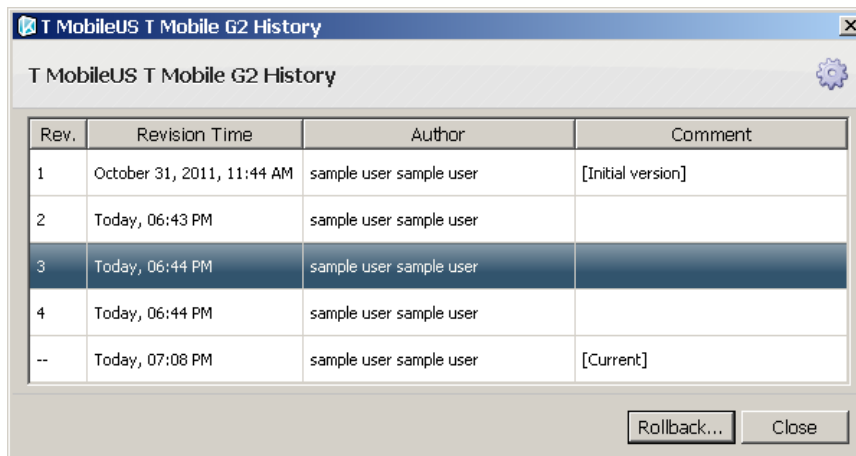 T MobileUS T Mobile G2 History
T MobileUS T Mobile G2 History
Rev. Revision Time Author Comment
1 October 31, 2011, 11:44 AM sample user sample user [Initial version]
2 Today, 06:43 PM sample user sample user
3 Today, 06:44 PM sample user sample user
4 Today, 06:44 PM sample user sample user
-- Today, 07:08 PM sample user sample user [Current]
Rollback... Close